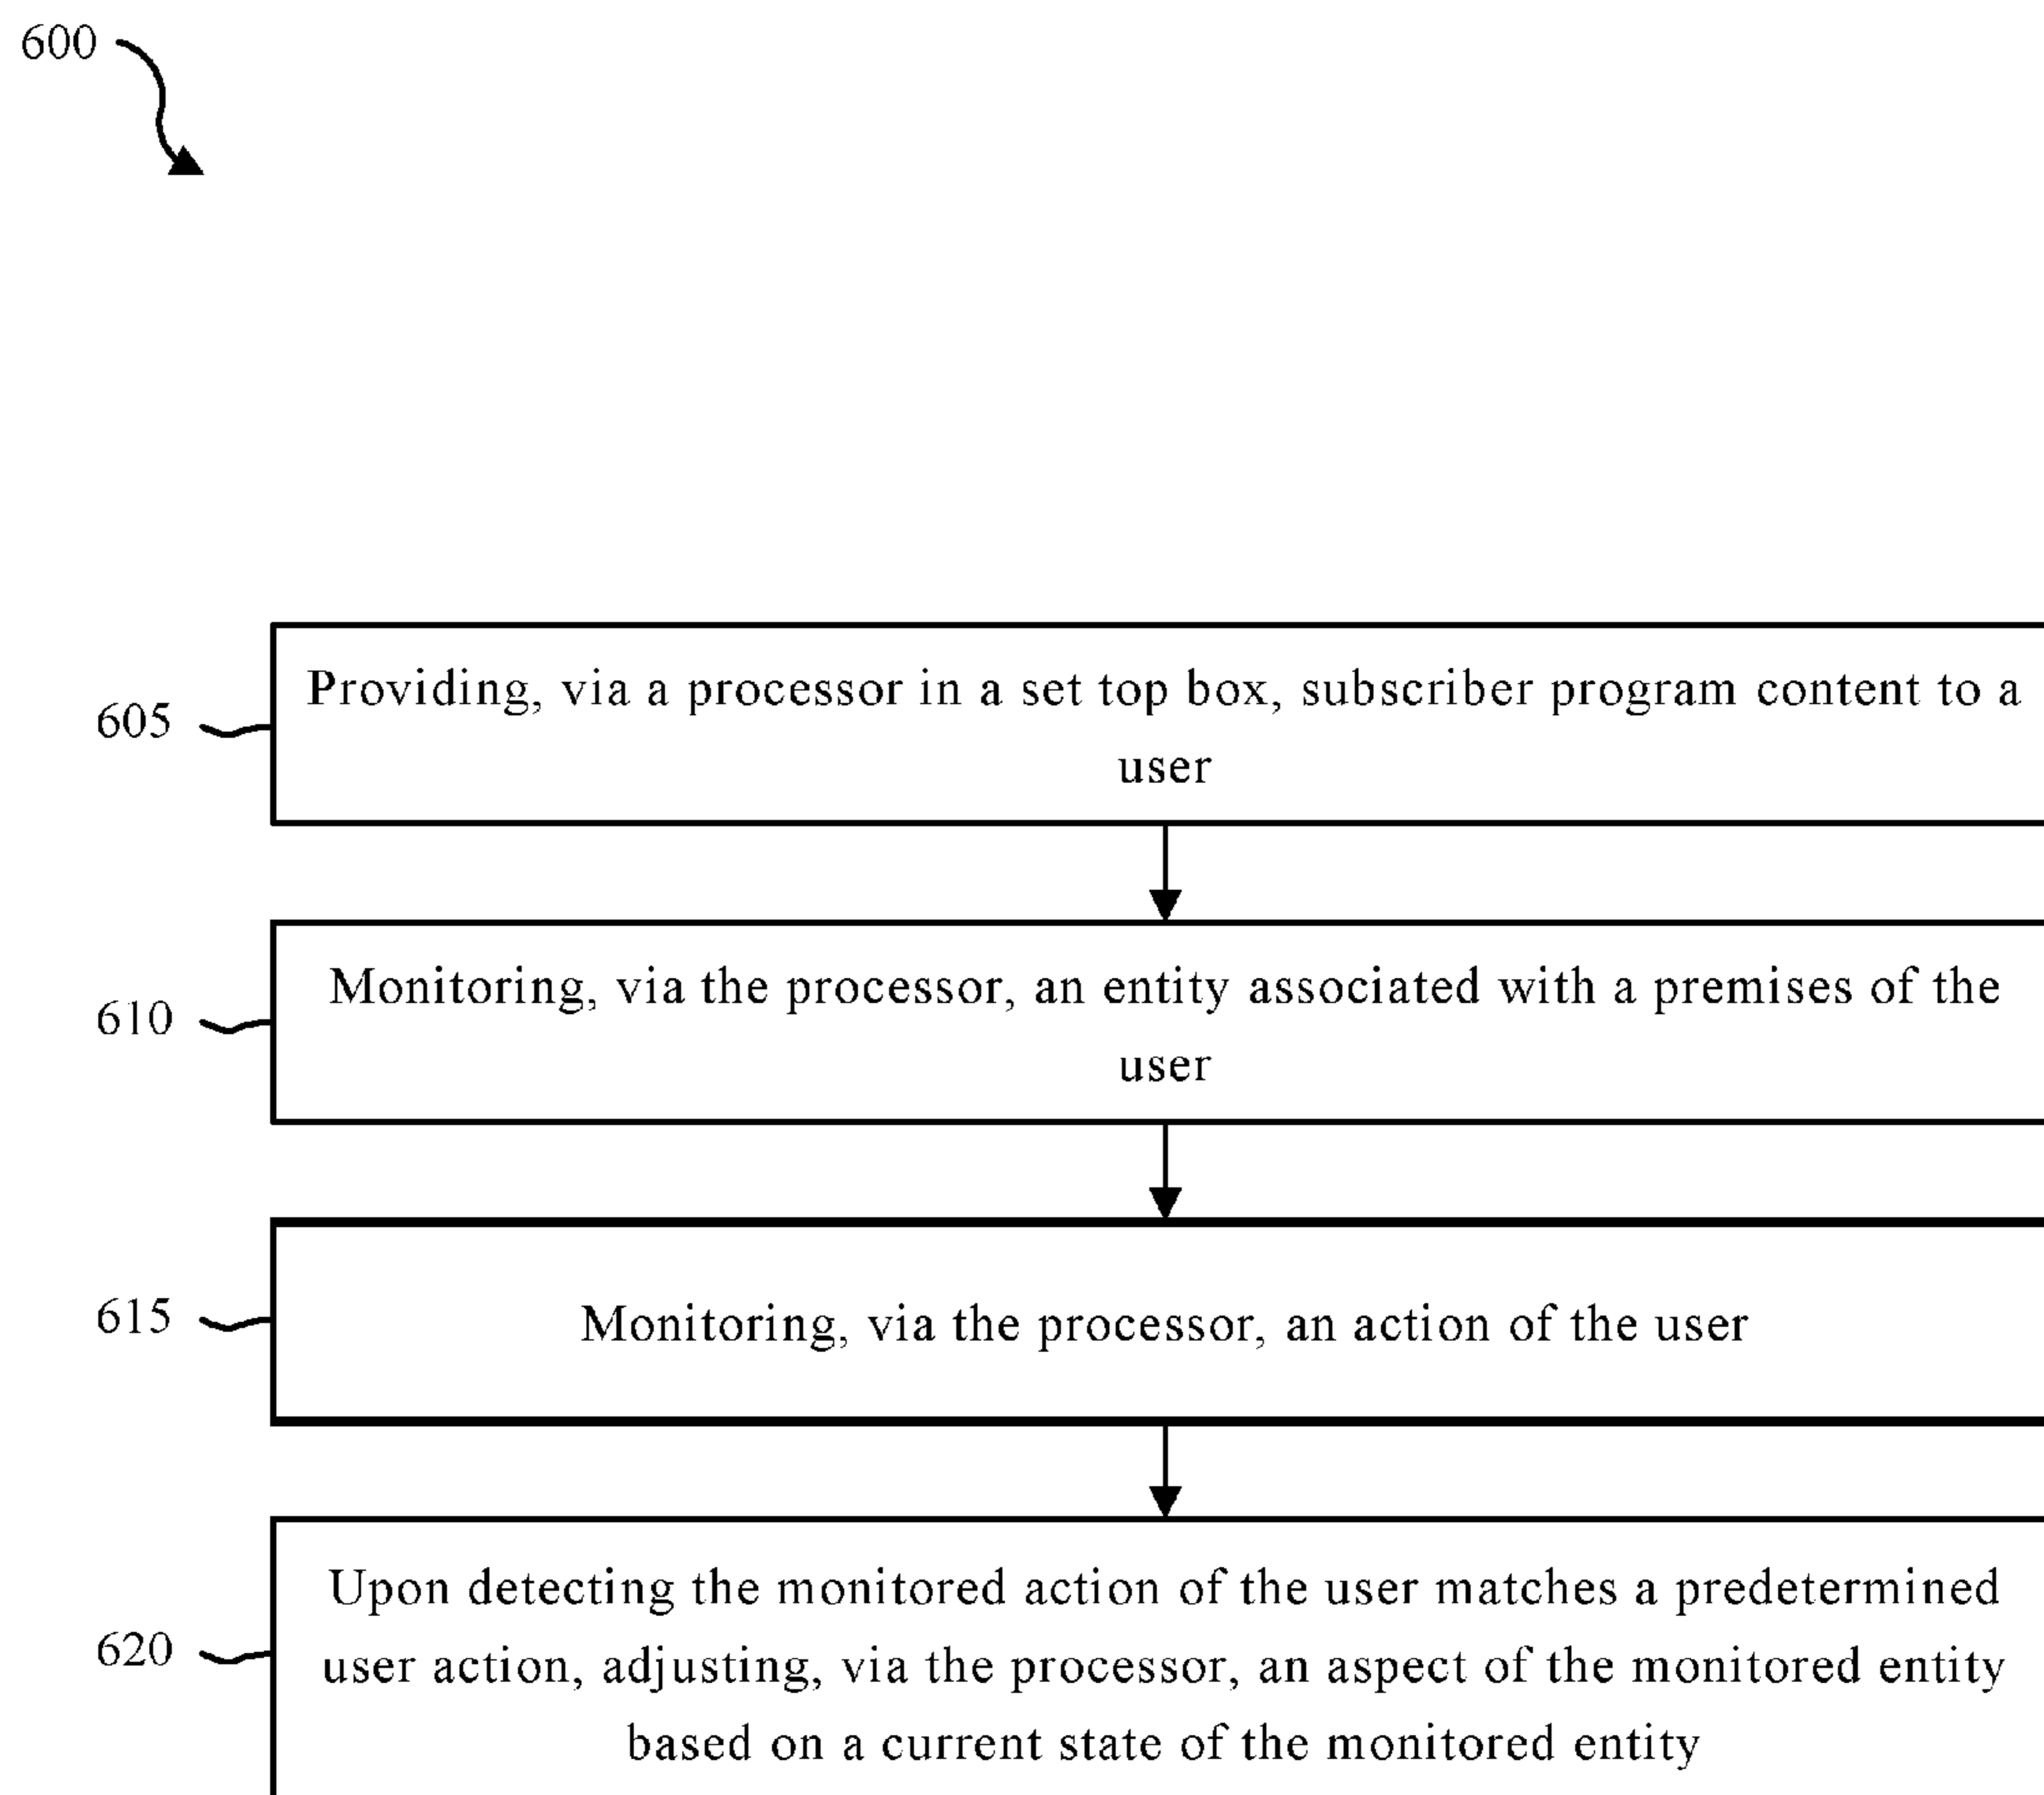 600
605
Providing, via a processor in a set top box, subscriber program content to a
user
610
Monitoring, via the processor, an entity associated with a premises of the
user
615
Monitoring, via the processor, an action of the user
620
Upon detecting the monitored action of the user matches a predetermined
user action, adjusting, via the processor, an aspect of the monitored entity
based on a current state of the monitored entity